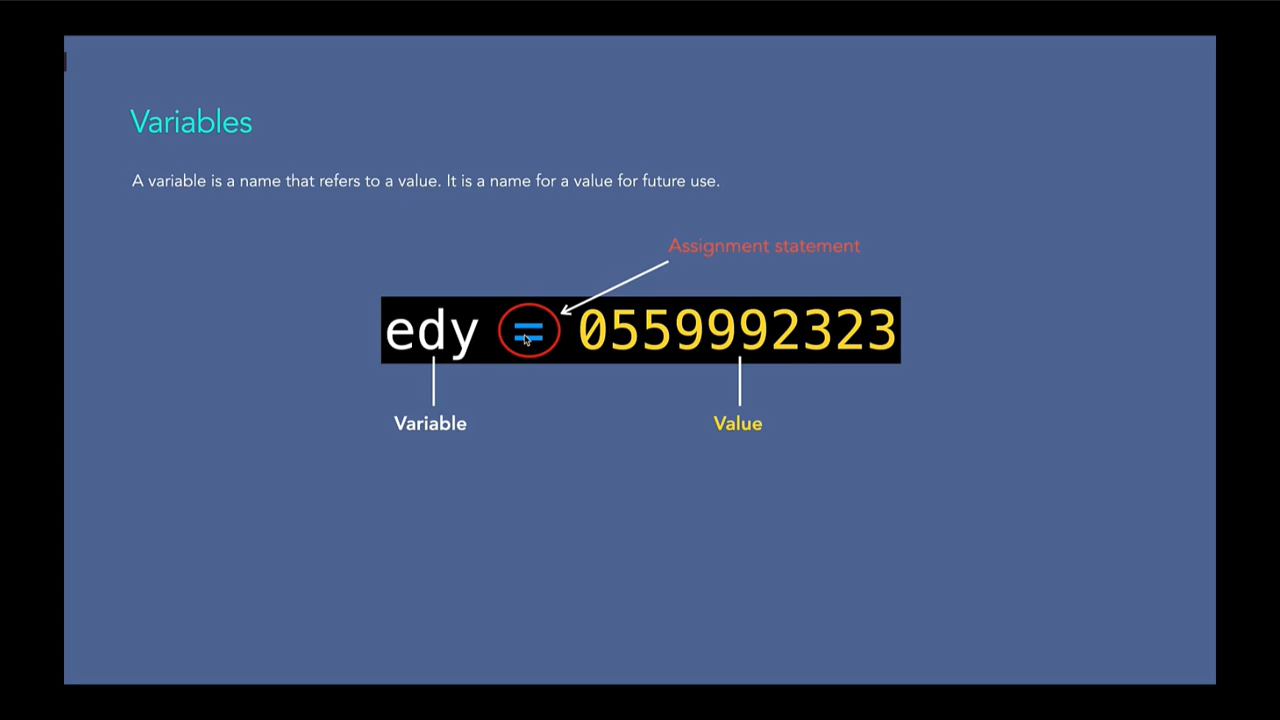 Variables
A variable is a name that refers to a value. It is a name for a value for future use.
Assignment statement
edy = 0559992323
Variable
Value